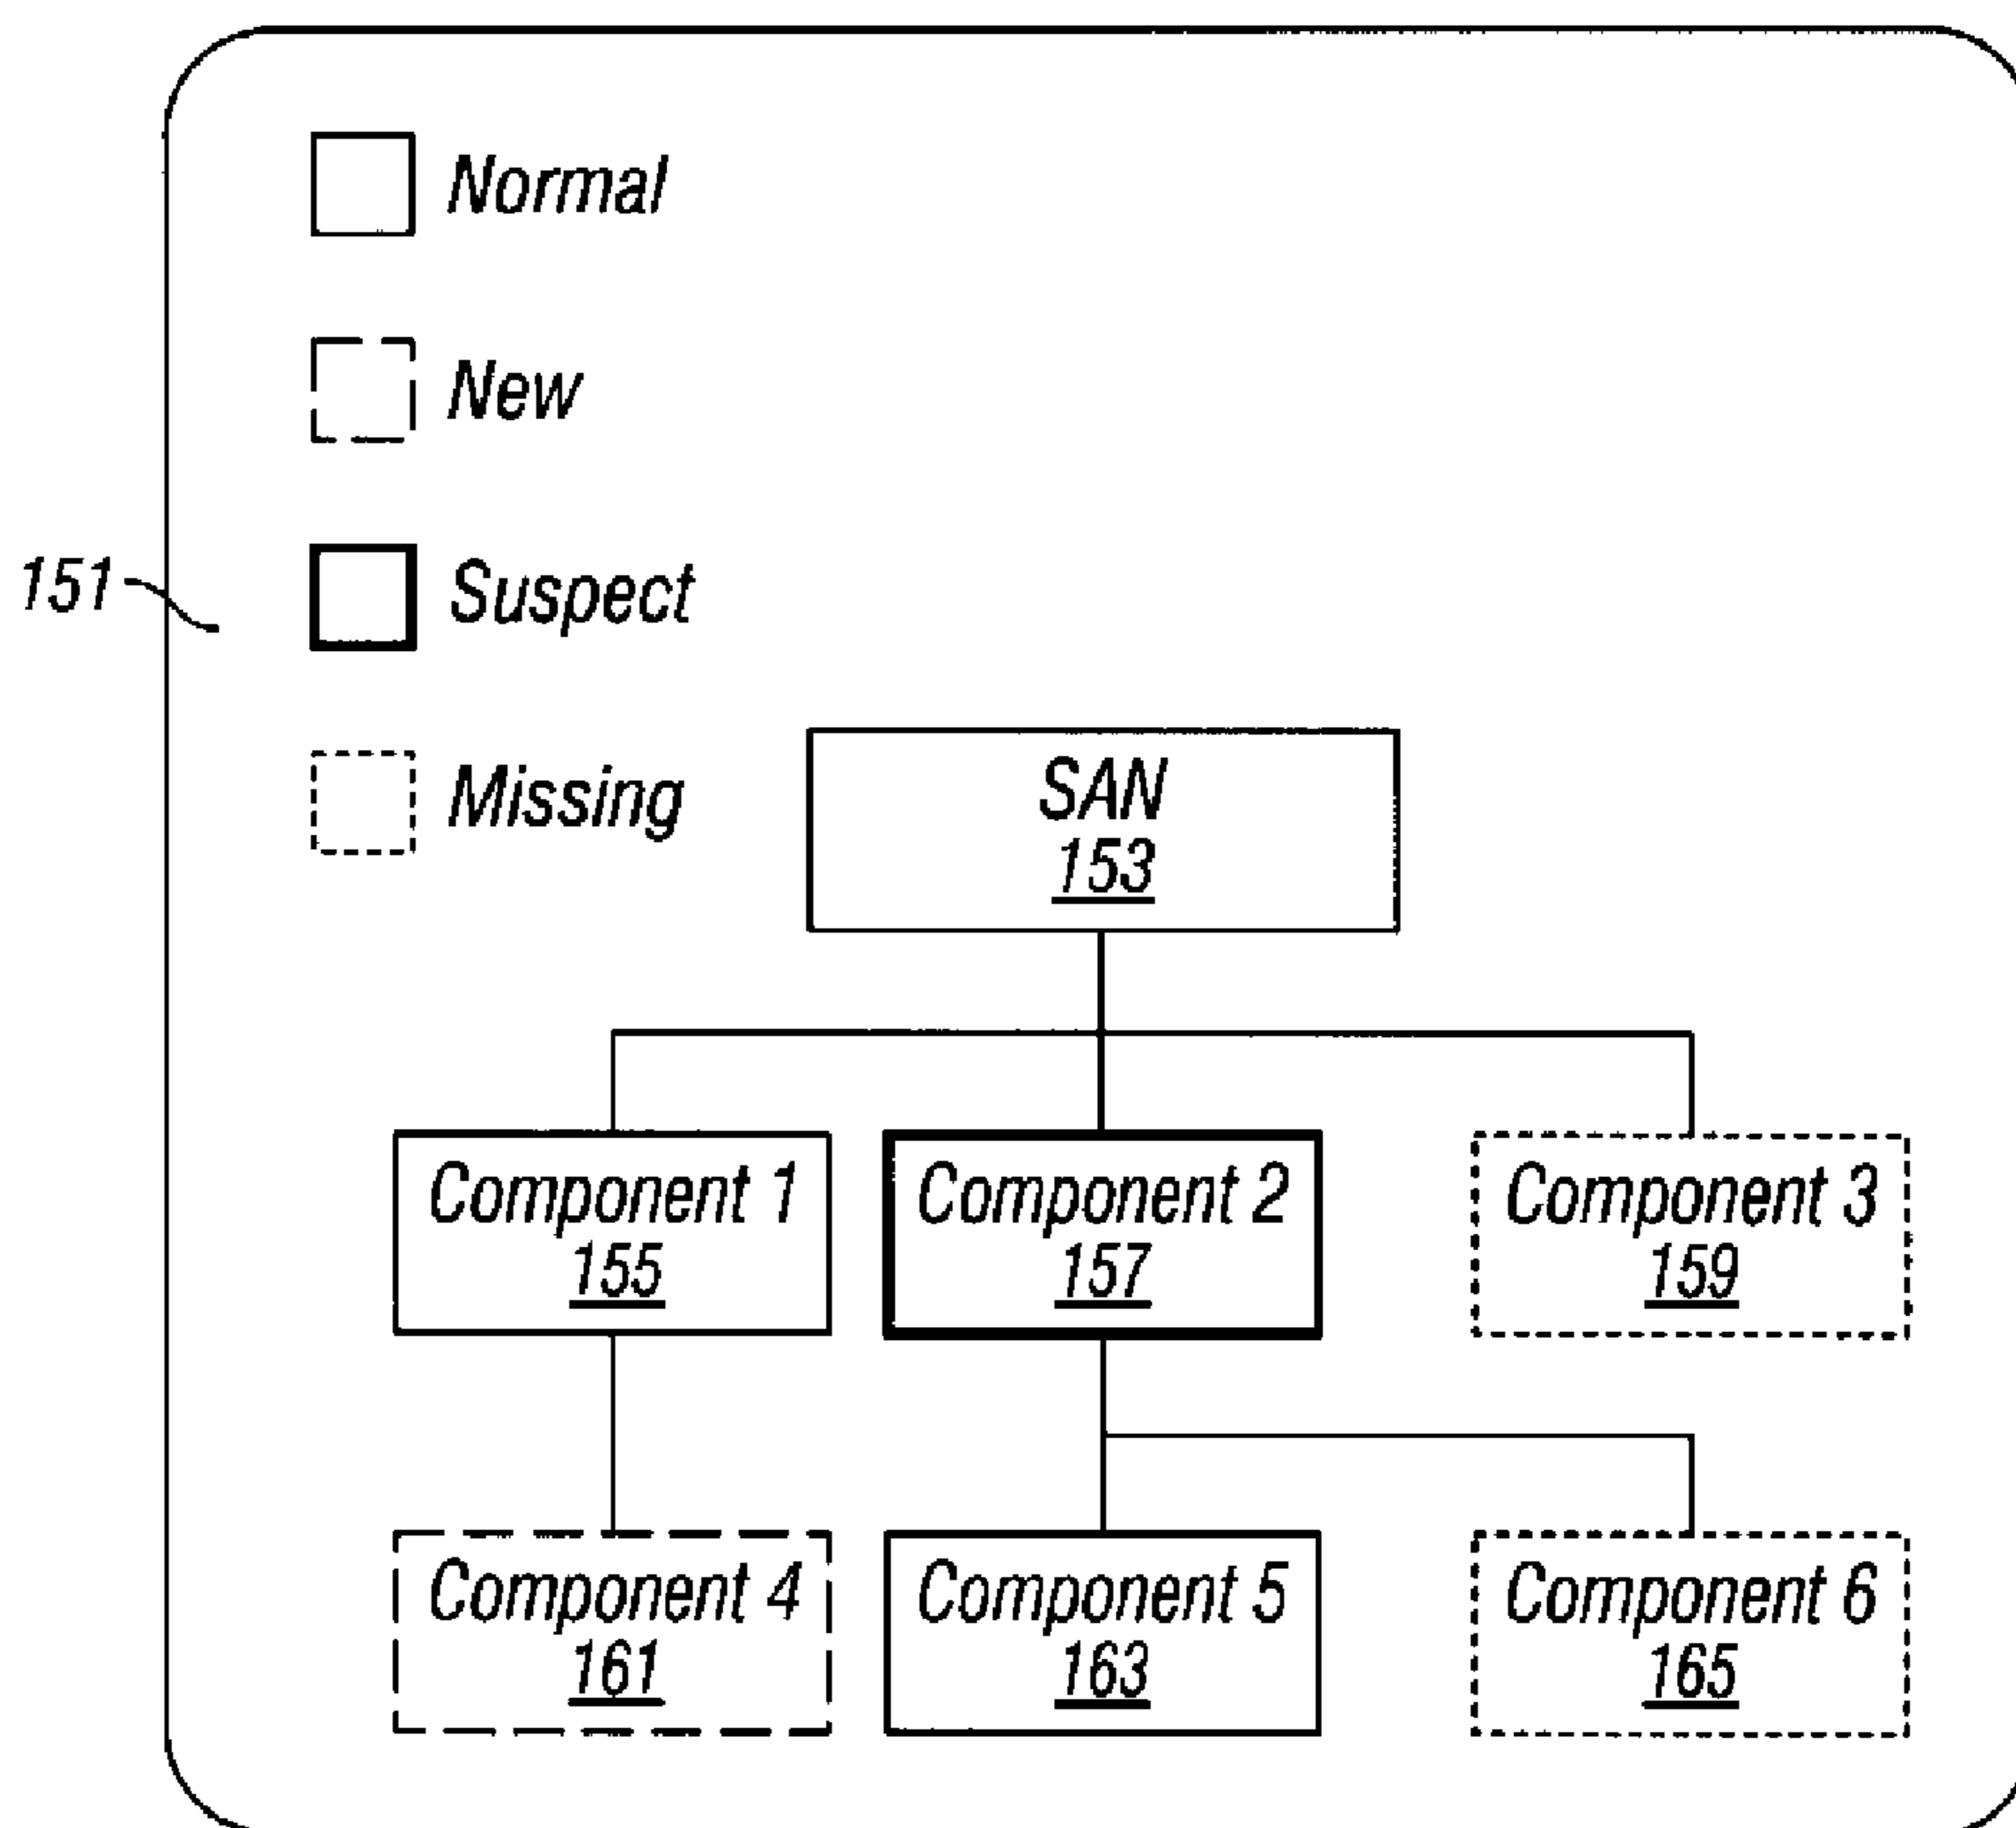 Normal
New
151
Suspect
Missing
SAN
153
Component 1
155
Component 2
157
Component 3
159
Component 4
161
Component 5
163
Component 6
165